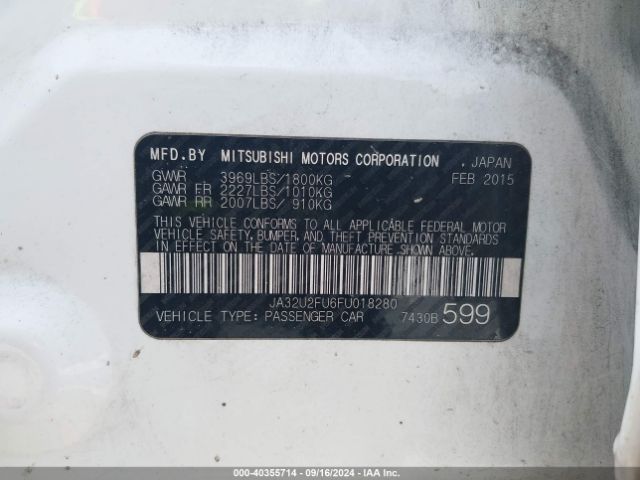 MFD.BY MITSUBISHI MOTORS CORPORATION , JAPAN
GVWR 3969LBS/1800KG FEB 2015
GAWR FR 2227LBS/1010KG
GAWR RR 2007LBS/ 910KG
THIS VEHICLE CONFORMS TO ALL APPLICABLE FEDERAL MOTOR
VEHICLE SAFETY, BUMPER, AND THEFT PREVENTION STANDARDS
IN EFFECT ON THE DATE OF MANUFACTURE SHOWN ABOVE.
JA32U2FU6FU018280
VEHICLE TYPE: PASSENGER CAR 7430B 599
000-40355714 - 09/16/2024 - IAA Inc.